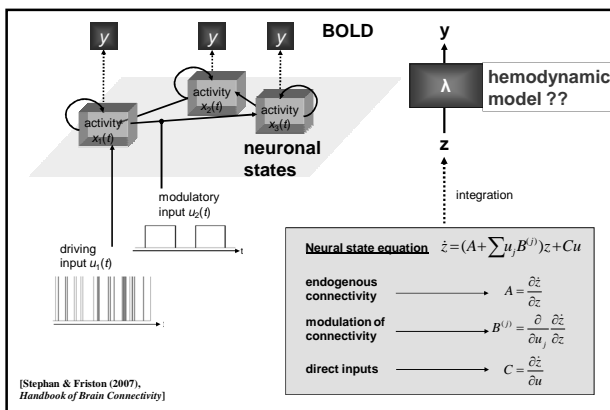 y
y
y
BOLD
y
activity
x₂(t)
λ
hemodynamic
model ??
activity
x₁(t)
activity
x₃(t)
neuronal
states
z
modulatory
input u₂(t)
integration
t
driving
input u₁(t)
Neural state equation ż = (A + ∑ uⱼB⁽ʲ⁾)z + Cu
endogenous
connectivity A = ∂ż/∂z
modulation of
connectivity B⁽ʲ⁾ = ∂/∂uⱼ ∂ż/∂z
direct inputs C = ∂ż/∂u
[Stephan & Friston (2007),
Handbook of Brain Connectivity]